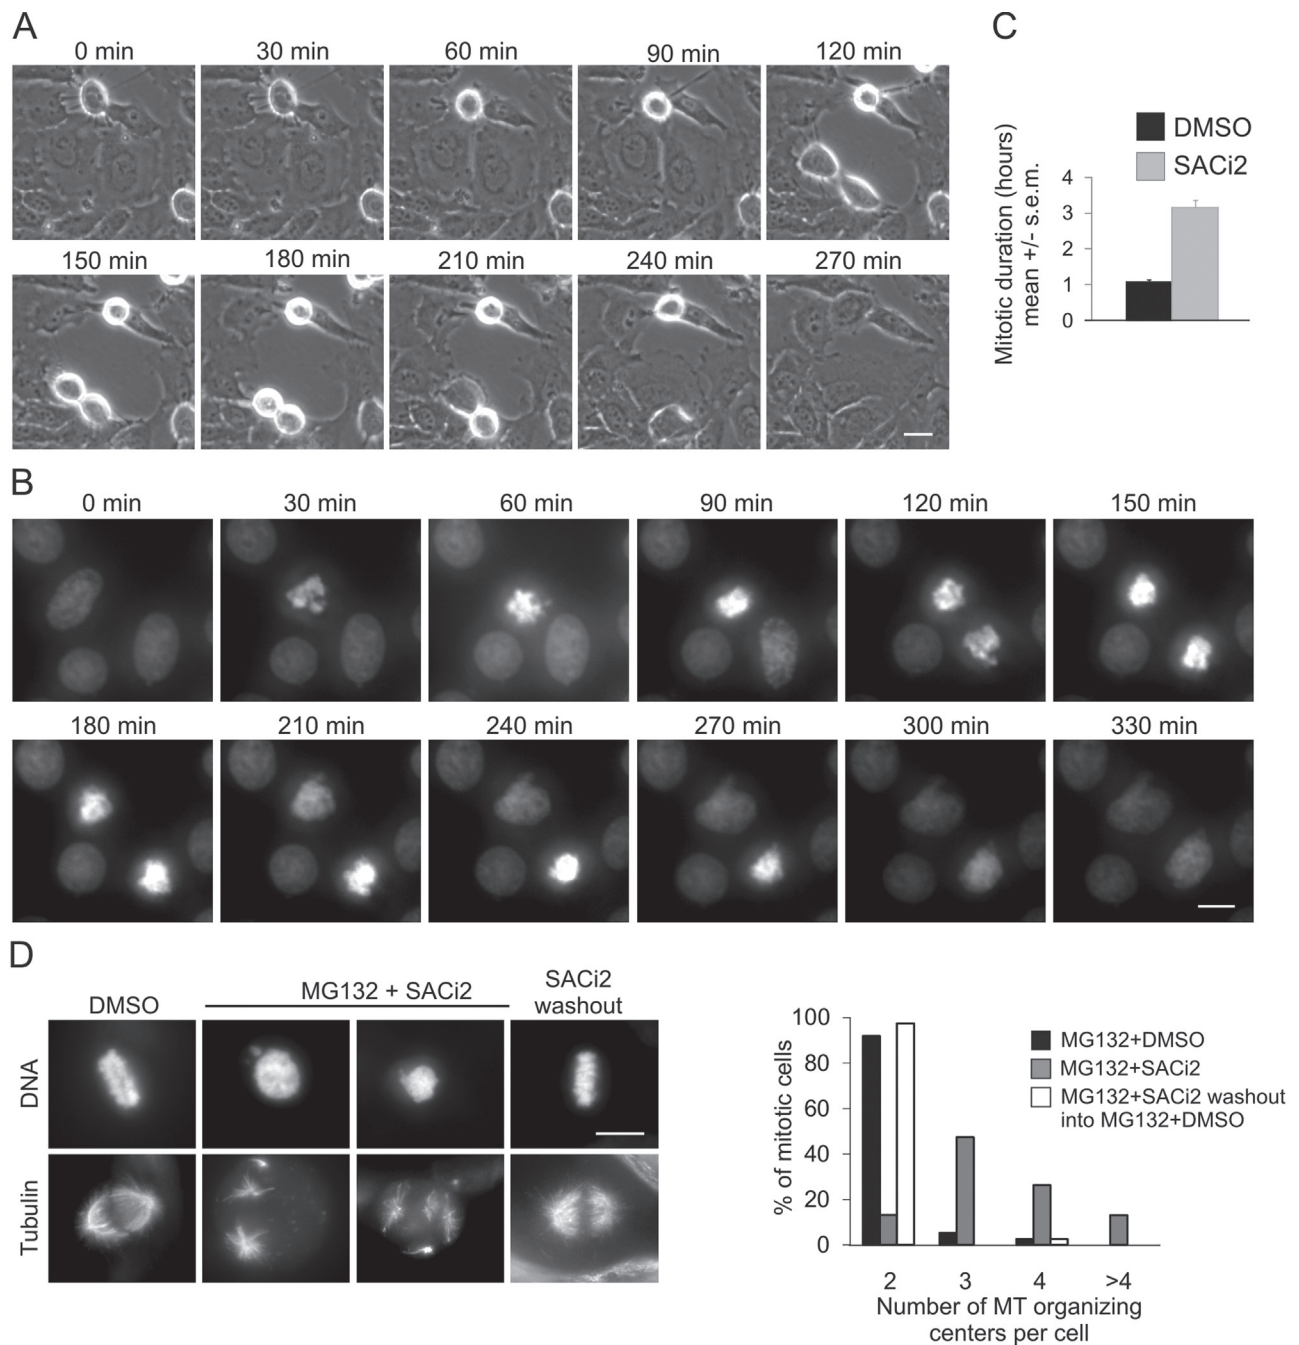 A
0 min
30 min
60 min
90 min
120 min
150 min
180 min
210 min
240 min
270 min
C
DMSO
SACi2
Mitotic duration (hours)
mean +/- s.e.m.
4
3
2
1
0
B
0 min
30 min
60 min
90 min
120 min
150 min
180 min
210 min
240 min
270 min
300 min
330 min
D
DMSO
MG132 + SACi2
SACi2
washout
DNA
Tubulin
% of mitotic cells
100
80
60
40
20
0
MG132+DMSO
MG132+SACi2
MG132+SACi2 washout
into MG132+DMSO
2
3
4
>4
Number of MT organizing
centers per cell